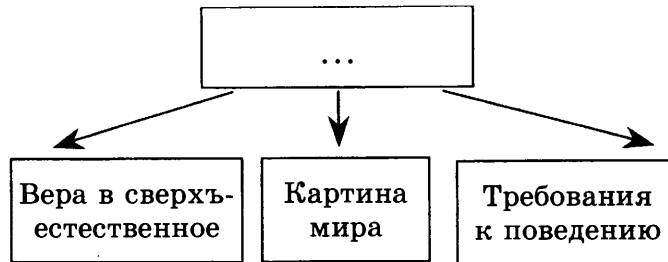 ...
Вера в сверхъ-
естественное
Картина
мира
Требования
к поведению